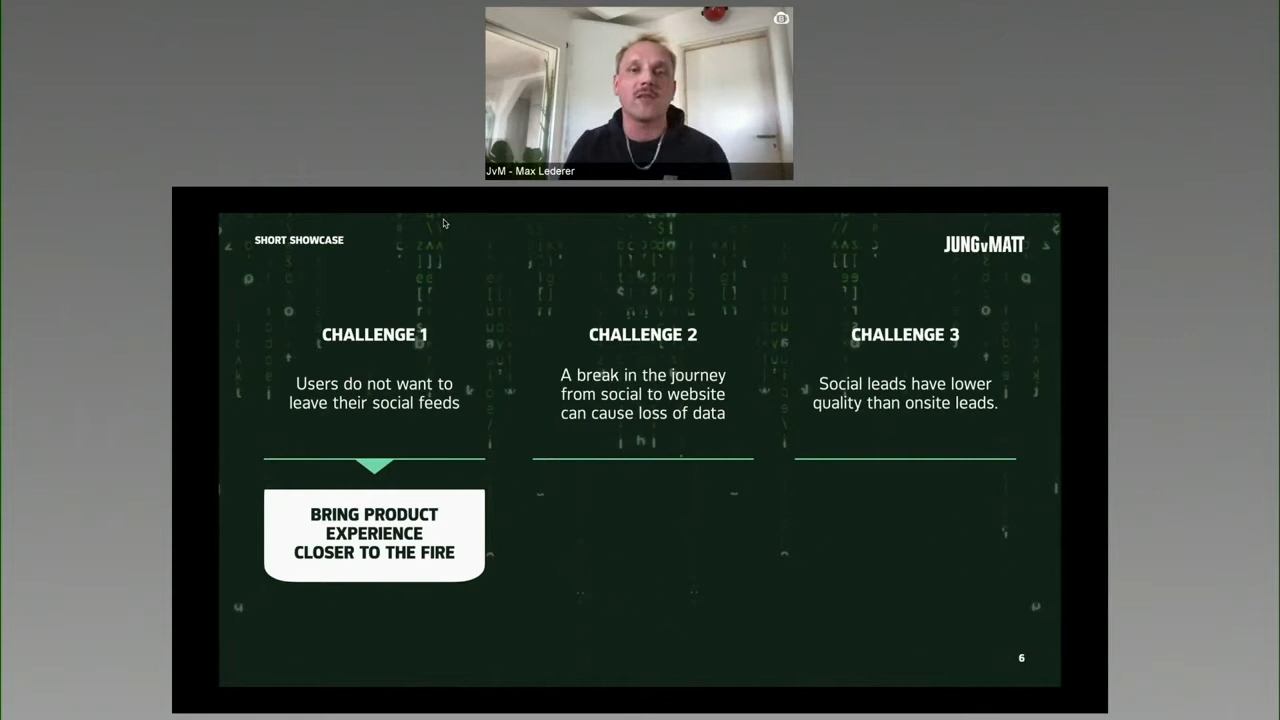 JvM - Max Lederer
SHORT SHOWCASE
JUNGvMATT
CHALLENGE 1
Users do not want to
leave their social feeds
CHALLENGE 2
A break in the journey
from social to website
can cause loss of data
CHALLENGE 3
Social leads have lower
quality than onsite leads.
BRING PRODUCT
EXPERIENCE
CLOSER TO THE FIRE
6